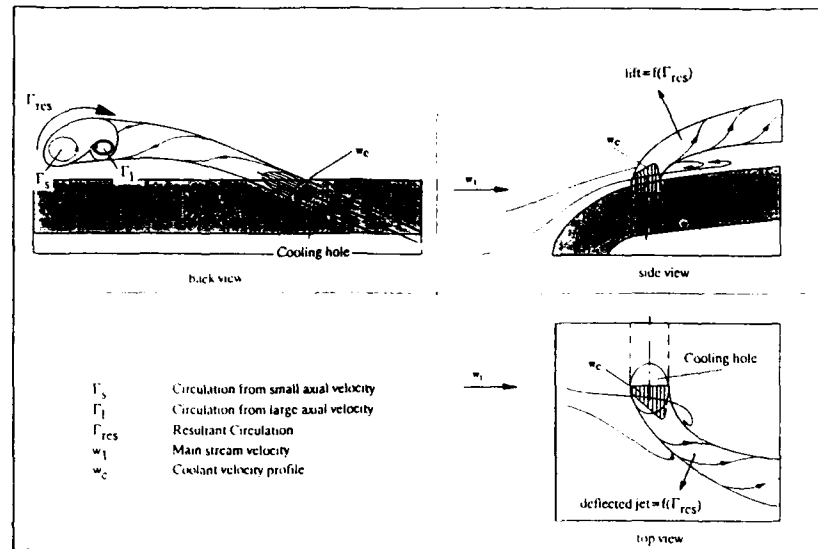 Γres
Γs
Γl
wc
Cooling hole
back view
w1
lift=f(Γres)
wc
side view
Γs Circulation from small axial velocity
Γl Circulation from large axial velocity
Γres Resultrant Circulation
w1 Main stream velocity
wc Coolant velocity profile
w1
wc
Cooling hole
deflected jet=f(Γres)
top view